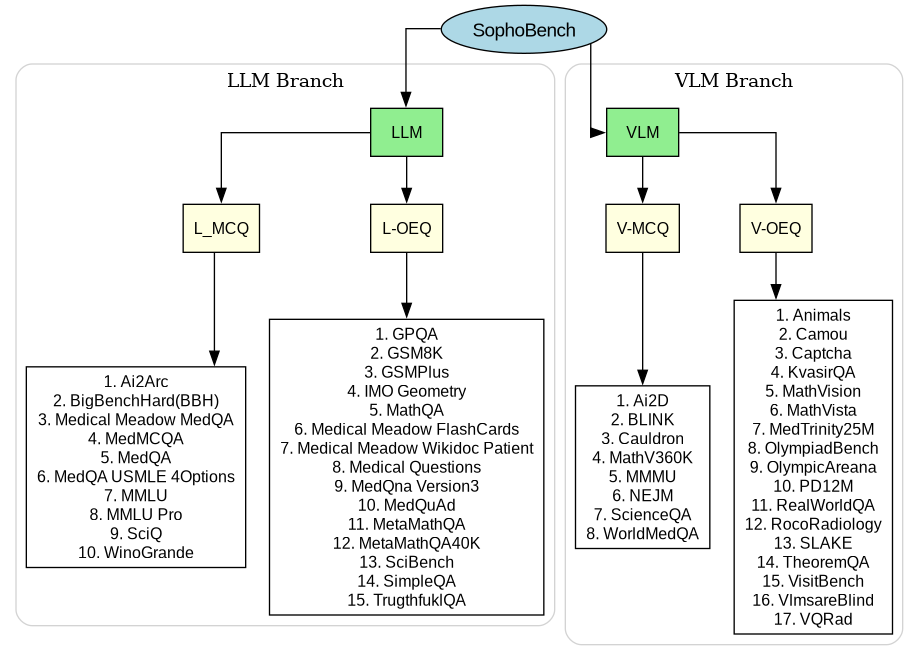 SophoBench
LLM Branch
VLM Branch
LLM
VLM
L_MCQ
L-OEQ
V-MCQ
V-OEQ
1. Ai2Arc
2. BigBenchHard(BBH)
3. Medical Meadow MedQA
4. MedMCQA
5. MedQA
6. MedQA USMLE 4Options
7. MMLU
8. MMLU Pro
9. SciQ
10. WinoGrande
1. GPQA
2. GSM8K
3. GSMPlus
4. IMO Geometry
5. MathQA
6. Medical Meadow FlashCards
7. Medical Meadow Wikidoc Patient
8. Medical Questions
9. MedQna Version3
10. MedQuAd
11. MetaMathQA
12. MetaMathQA40K
13. SciBench
14. SimpleQA
15. TrugthfuklQA
1. Ai2D
2. BLINK
3. Cauldron
4. MathV360K
5. MMMU
6. NEJM
7. ScienceQA
8. WorldMedQA
1. Animals
2. Camou
3. Captcha
4. KvasirQA
5. MathVision
6. MathVista
7. MedTrinity25M
8. OlympiadBench
9. OlympicAreana
10. PD12M
11. RealWorldQA
12. RocoRadiology
13. SLAKE
14. TheoremQA
15. VisitBench
16. VlmsareBlind
17. VQRad